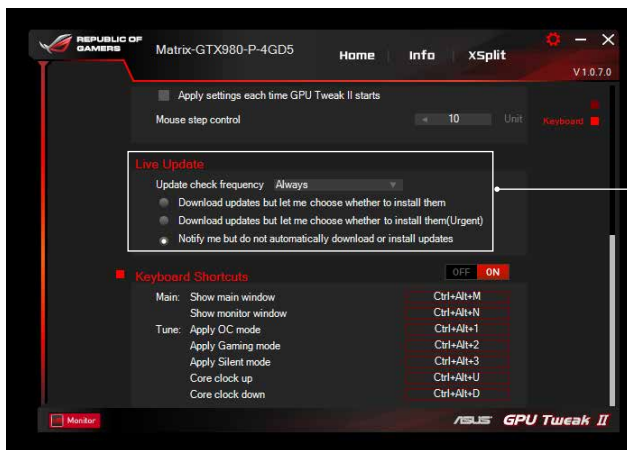 REPUBLIC OF
GAMERS
Matrix-GTX980-P-4GD5
Home Info XSplit
V1.0.7.0
Apply settings each time GPU Tweak II starts
Mouse step control 10 Unit
Keyboard
Live Update
Update check frequency Always
Download updates but let me choose whether to install them
Download updates but let me choose whether to install them(Urgent)
Notify me but do not automatically download or install updates
Keyboard Shortcuts OFF ON
Main: Show main window Ctrl+Alt+M
Show monitor window Ctrl+Alt+N
Tune: Apply OC mode Ctrl+Alt+1
Apply Gaming mode Ctrl+Alt+2
Apply Silent mode Ctrl+Alt+3
Core clock up Ctrl+Alt+U
Core clock down Ctrl+Alt+D
Monitor ASUS GPU Tweak II